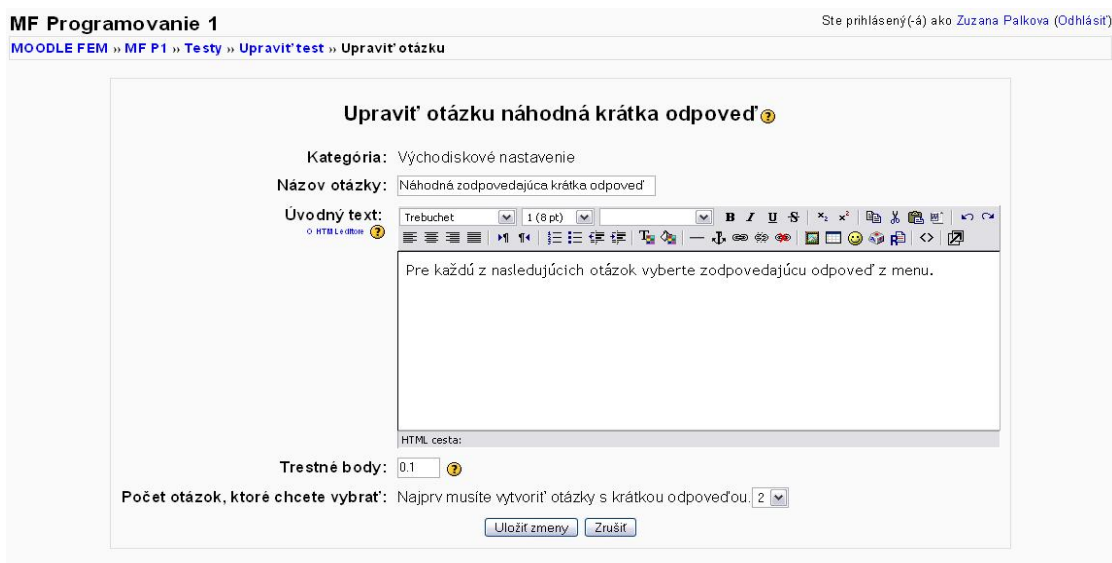 MF Programovanie 1
Ste prihlásený(-á) ako Zuzana Palkova (Odhlásiť)
MOODLE FEM » MF P1 » Testy » Upraviť test » Upraviť otázku
Upraviť otázku náhodná krátka odpoveď
Kategória: Východiskové nastavenie
Názov otázky: Náhodná zodpovedajúca krátka odpoveď
Úvodný text: Trebuchet 1 (8 pt)
O HTML editore
Pre každú z nasledujúcich otázok vyberte zodpovedajúcu odpoveď z menu.
HTML cesta:
Trestné body: 0.1
Počet otázok, ktoré chcete vybrať: Najprv musíte vytvoriť otázky s krátkou odpoveďou. 2
Uložiť zmeny Zrušiť